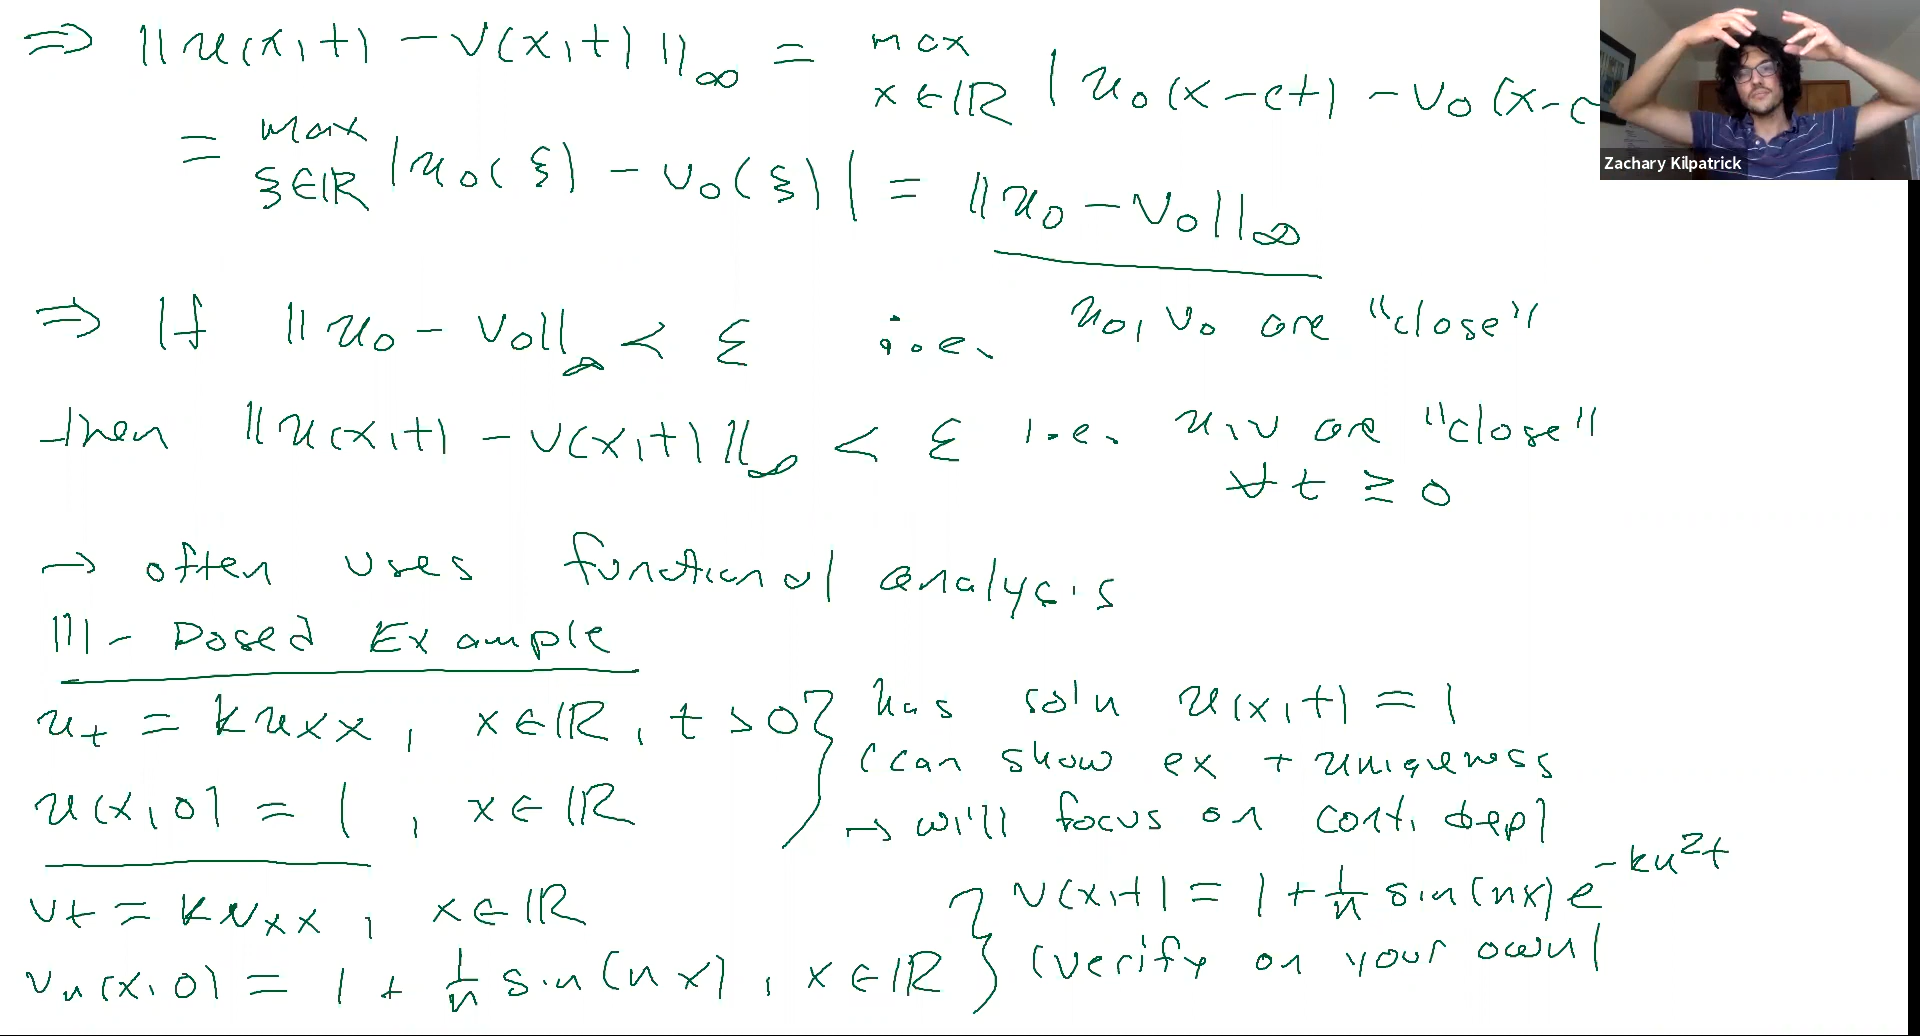 ⇒ ||u(x,t) - v(x,t)||∞ = max x∈ℝ |u₀(x-ct) - v₀(x-c
= max ξ∈ℝ |u₀(ξ) - v₀(ξ)| = ||u₀ - v₀||∞
Zachary Kilpatrick
⇒ If ||u₀ - v₀||∞ < ε i.e. u₀, v₀ are "close"
then ||u(x,t) - v(x,t)||∞ < ε i.e. u,v are "close"
∀ t ≥ 0
→ often uses functional analysis
Ill-Posed Example
uₜ = kuₓₓ, x∈ℝ, t>0 } has soln u(x,t) = 1
(can show ex + uniqueness
u(x,0) = 1, x∈ℝ → will focus on cont. dep)
vₜ = kvₓₓ, x∈ℝ } v(x,t) = 1 + 1/n sin(nx) e^{-kn²t}
vₙ(x,0) = 1 + 1/n sin(nx), x∈ℝ (verify on your own)